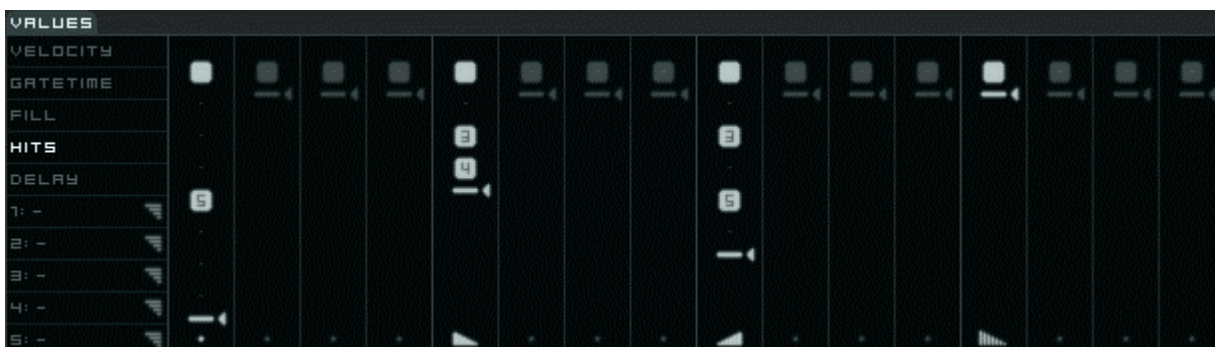 VALUES
VELOCITY
GATETIME
FILL
3 3
HITS
4
DELAY
5 5
1: -
2: -
3: -
4: -
5: -